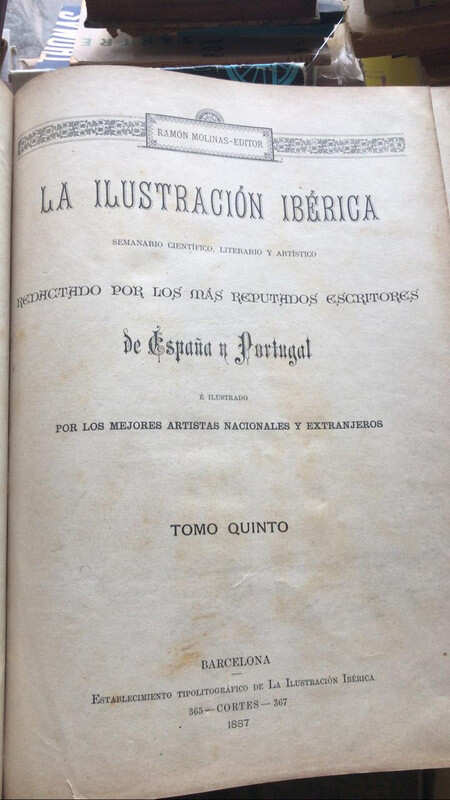 RAMÓN MOLINAS-EDITOR
LA ILUSTRACIÓN IBÉRICA
SEMANARIO CIENTÍFICO, LITERARIO Y ARTÍSTICO
REDACTADO POR LOS MÁS REPUTADOS ESCRITORES
de España y Portugal
É ILUSTRADO
POR LOS MEJORES ARTISTAS NACIONALES Y EXTRANJEROS
TOMO QUINTO
BARCELONA
ESTABLECIMIENTO TIPOLITOGRÁFICO DE LA ILUSTRACIÓN IBÉRICA
365—CORTES—367
1887